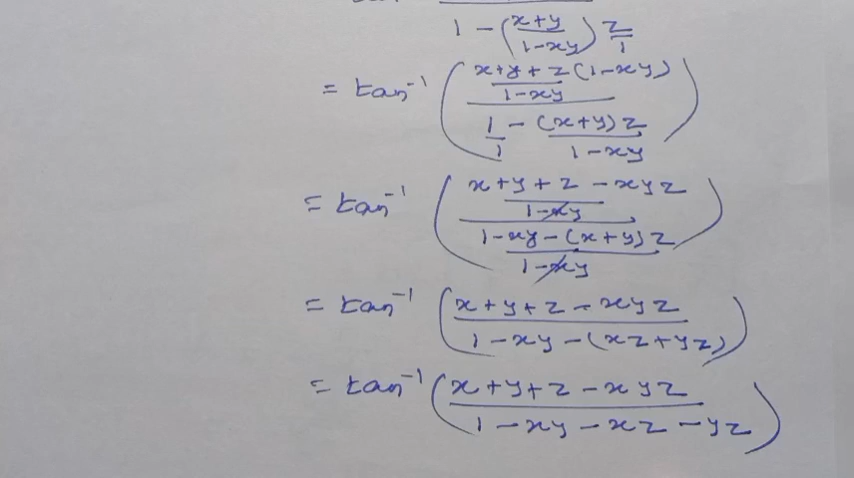 1 - ((x+y)/(1-xy)) z/1
= tan⁻¹ (((x+y+z(1-xy))/(1-xy))/(1/1 - ((x+y)z)/(1-xy)))
= tan⁻¹ (((x+y+z-xyz)/(1-xy))/((1-xy-(x+y)z)/(1-xy)))
= tan⁻¹ ((x+y+z-xyz)/(1-xy-(xz+yz)))
= tan⁻¹ ((x+y+z-xyz)/(1-xy-xz-yz))